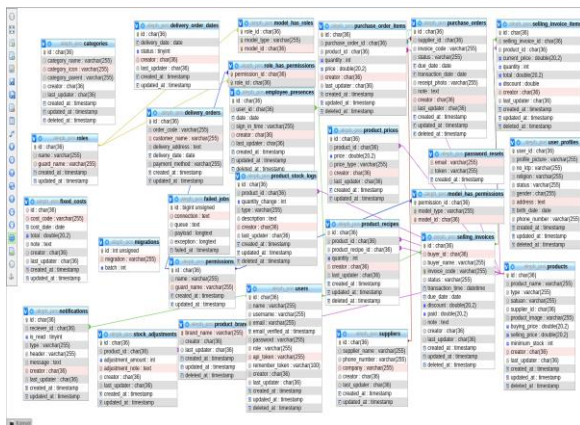 categories
id : char(36)
category_name : varchar(255)
category_icon : varchar(255)
category_parent : varchar(255)
creator : char(36)
last_updater : char(36)
created_at : timestamp
updated_at : timestamp
deleted_at : timestamp
delivery_order_dates
id : char(36)
delivery_date : date
status : tinyint
creator : char(36)
last_updater : char(36)
created_at : timestamp
updated_at : timestamp
model_has_roles
role_id : char(36)
model_type : varchar(255)
model_id : char(36)
role_has_permissions
permission_id : char(36)
role_id : char(36)
employee_presences
id : char(36)
user_id : char(36)
date : date
sign_in_time : varchar(255)
creator : char(36)
last_updater : char(36)
created_at : timestamp
updated_at : timestamp
purchase_order_items
id : char(36)
purchase_order_id : char(36)
product_id : char(36)
quantity : int
price : double(20,2)
creator : char(36)
last_updater : char(36)
created_at : timestamp
updated_at : timestamp
deleted_at : timestamp
purchase_orders
id : char(36)
supplier_id : char(36)
invoice_code : varchar(255)
status : varchar(255)
due_date : date
transaction_date : date
receipt_photo : varchar(255)
note : text
creator : char(36)
last_updater : char(36)
created_at : timestamp
updated_at : timestamp
deleted_at : timestamp
selling_invoice_items
id : char(36)
selling_invoice_id : char(36)
product_id : char(36)
current_price : double(20,2)
quantity : int
total : double(20,2)
discount : double
creator : char(36)
last_updater : char(36)
created_at : timestamp
updated_at : timestamp
deleted_at : timestamp
roles
id : char(36)
name : varchar(255)
guard_name : varchar(255)
created_at : timestamp
updated_at : timestamp
delivery_orders
id : char(36)
order_code : varchar(255)
customer_name : varchar(255)
delivery_address : text
delivery_date : date
payment_method : varchar(255)
product_prices
id : char(36)
product_id : char(36)
price : double(20,2)
price_type : varchar(255)
creator : char(36)
last_updater : char(36)
created_at : timestamp
updated_at : timestamp
password_resets
email : varchar(255)
token : varchar(255)
created_at : timestamp
user_profiles
user_id : char(36)
profile_picture : varchar(255)
no_ktp : varchar(255)
religion : varchar(255)
status : varchar(255)
gender : char(36)
address : text
birth_date : date
phone_number : varchar(255)
creator : char(36)
created_at : timestamp
updated_at : timestamp
product_stock_logs
id : char(36)
product_id : char(36)
quantity_change : int
type : varchar(255)
description : text
creator : char(36)
last_updater : char(36)
created_at : timestamp
updated_at : timestamp
model_has_permissions
permission_id : char(36)
model_type : varchar(255)
model_id : char(36)
fixed_costs
id : char(36)
cost_code : varchar(255)
cost_date : date
total : double(20,2)
note : text
creator : char(36)
last_updater : char(36)
created_at : timestamp
updated_at : timestamp
failed_jobs
id : bigint unsigned
connection : text
queue : text
payload : longtext
exception : longtext
failed_at : timestamp
migrations
id : int unsigned
migration : varchar(255)
batch : int
permissions
id : char(36)
name : varchar(255)
guard_name : varchar(255)
created_at : timestamp
updated_at : timestamp
product_recipes
id : char(36)
product_id : char(36)
product_recipe_id : char(36)
quantity : int
creator : char(36)
last_updater : char(36)
created_at : timestamp
updated_at : timestamp
selling_invoices
id : char(36)
buyer_id : char(36)
buyer_name : varchar(255)
invoice_code : varchar(255)
status : varchar(255)
transaction_time : datetime
due_date : date
discount : double
paid : double(20,2)
note : text
creator : char(36)
last_updater : char(36)
created_at : timestamp
updated_at : timestamp
deleted_at : timestamp
products
id : char(36)
product_name : varchar(255)
type : varchar(255)
satuan : varchar(255)
supplier_id : char(36)
product_image : varchar(255)
buying_price : double(20,2)
selling_price : double(20,2)
minimum_stock : int
creator : char(36)
last_updater : char(36)
created_at : timestamp
updated_at : timestamp
deleted_at : timestamp
notifications
id : char(36)
receiver_id : char(36)
is_read : tinyint
type : varchar(255)
header : varchar(255)
message : text
creator : char(36)
last_updater : char(36)
created_at : timestamp
updated_at : timestamp
stock_adjustments
id : char(36)
product_id : char(36)
adjustment_amount : int
adjustment_note : text
creator : char(36)
last_updater : char(36)
created_at : timestamp
updated_at : timestamp
brand_name : varchar(255)
creator : char(36)
last_updater : char(36)
created_at : timestamp
updated_at : timestamp
deleted_at : timestamp
users
id : char(36)
name : varchar(255)
username : varchar(255)
email : varchar(255)
email_verified_at : timestamp
password : varchar(255)
role : varchar(255)
api_token : varchar(255)
remember_token : varchar(100)
creator : char(36)
last_updater : char(36)
created_at : timestamp
updated_at : timestamp
deleted_at : timestamp
suppliers
id : char(36)
supplier_name : varchar(255)
phone_number : varchar(255)
company : varchar(255)
creator : char(36)
last_updater : char(36)
created_at : timestamp
updated_at : timestamp